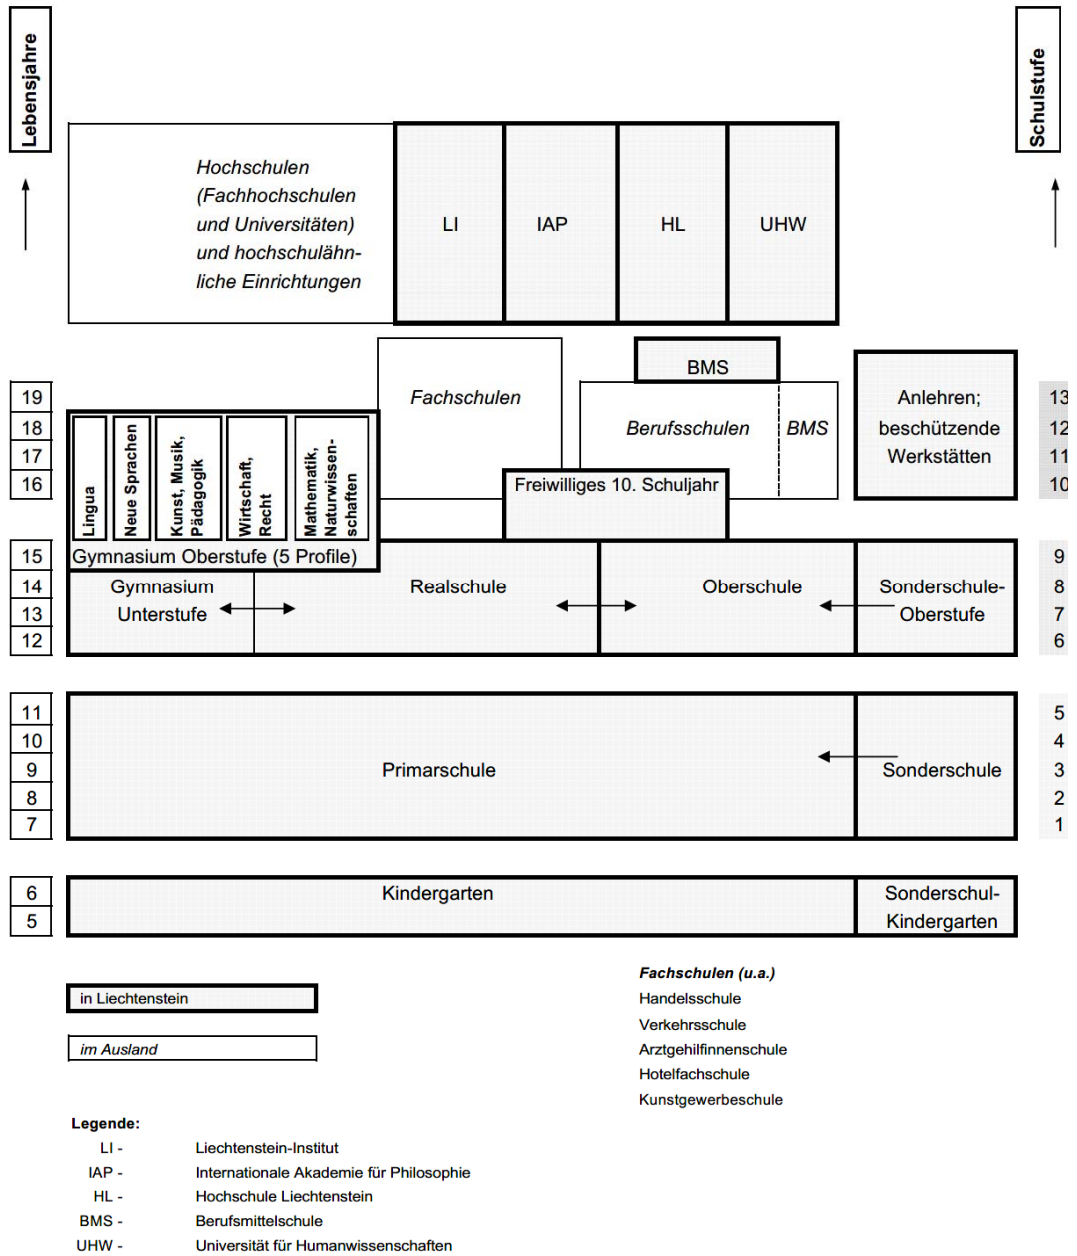 Lebensjahre
Schulstufe
Hochschulen
(Fachhochschulen
und Universitäten)
und hochschulähn-
liche Einrichtungen
LI
IAP
HL
UHW
BMS
Fachschulen
Berufsschulen
BMS
Anlehren;
beschützende
Werkstätten
19
18
17
16
13
12
11
10
Freiwilliges 10. Schuljahr
Lingua
Neue Sprachen
Kunst, Musik,
Pädagogik
Wirtschaft,
Recht
Mathematik,
Naturwissen-
schaften
Gymnasium Oberstufe (5 Profile)
15
14
13
12
Gymnasium
Unterstufe
Realschule
Oberschule
Sonderschule-
Oberstufe
9
8
7
6
11
10
9
8
7
Primarschule
Sonderschule
5
4
3
2
1
6
5
Kindergarten
Sonderschul-
Kindergarten
in Liechtenstein
im Ausland
Fachschulen (u.a.)
Handelsschule
Verkehrsschule
Arztgehilfinnenschule
Hotelfachschule
Kunstgewerbeschule
Legende:
LI - Liechtenstein-Institut
IAP - Internationale Akademie für Philosophie
HL - Hochschule Liechtenstein
BMS - Berufsmittelschule
UHW - Universität für Humanwissenschaften